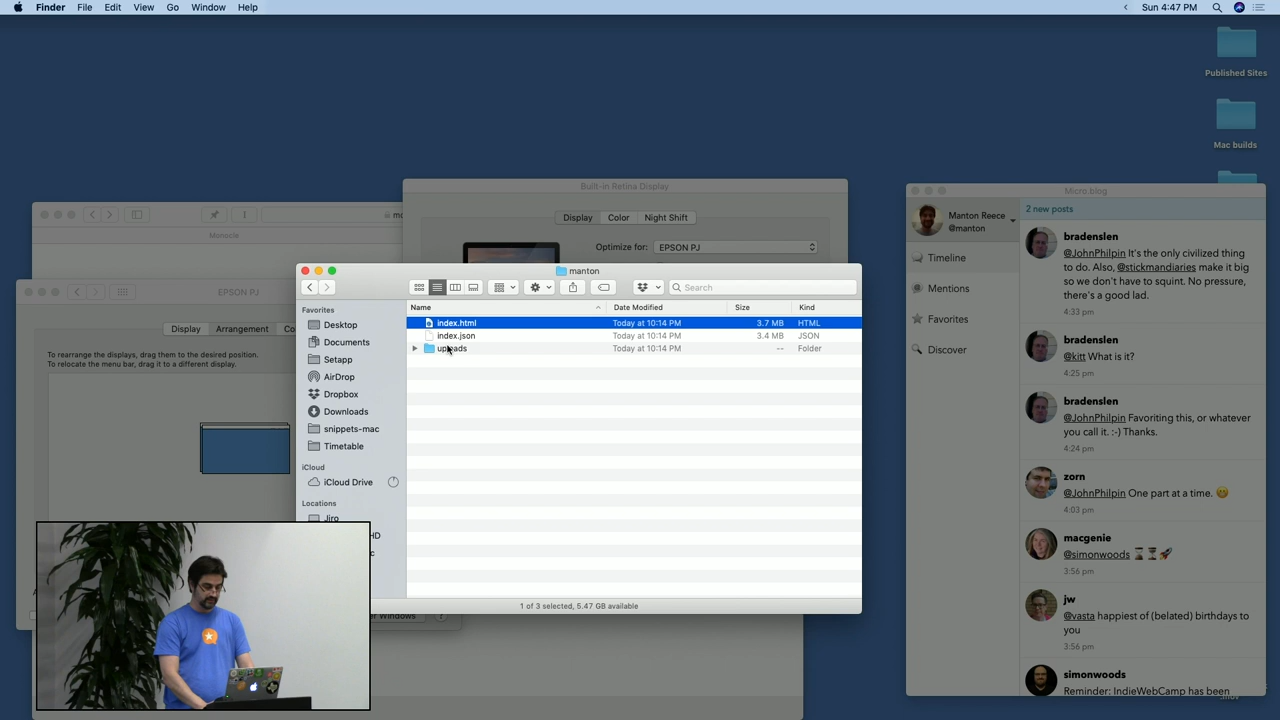 Finder File Edit View Go Window Help
Sun 4:47 PM
Published Sites
Mac builds
Built-in Retina Display
Display Color Night Shift
Optimize for: EPSON PJ
Monocle
EPSON PJ
Display Arrangement
To rearrange the displays, drag them to the desired position.
To relocate the menu bar, drag it to a different display.
manton
Search
Favorites
Desktop
Documents
Setapp
AirDrop
Dropbox
Downloads
snippets-mac
Timetable
iCloud
iCloud Drive
Locations
Jiro
Name Date Modified Size Kind
index.html Today at 10:14 PM 3.7 MB HTML
index.json Today at 10:14 PM 3.4 MB JSON
uploads Today at 10:14 PM -- Folder
1 of 3 selected, 5.47 GB available
Micro.blog
Manton Reece
@manton
Timeline
Mentions
Favorites
Discover
2 new posts
bradenslen
@JohnPhilpin It's the only civilized thing
to do. Also, @stickmandiaries make it big
so we don't have to squint. No pressure,
there's a good lad.
4:33 pm
bradenslen
@kitt What is it?
4:25 pm
bradenslen
@JohnPhilpin Favoriting this, or whatever
you call it. :-) Thanks.
4:24 pm
zorn
@JohnPhilpin One part at a time. 😁
4:03 pm
macgenie
@simonwoods ⌛⌛🚀
3:56 pm
jw
@vasta happiest of (belated) birthdays to
you
3:56 pm
simonwoods
Reminder: IndieWebCamp has been